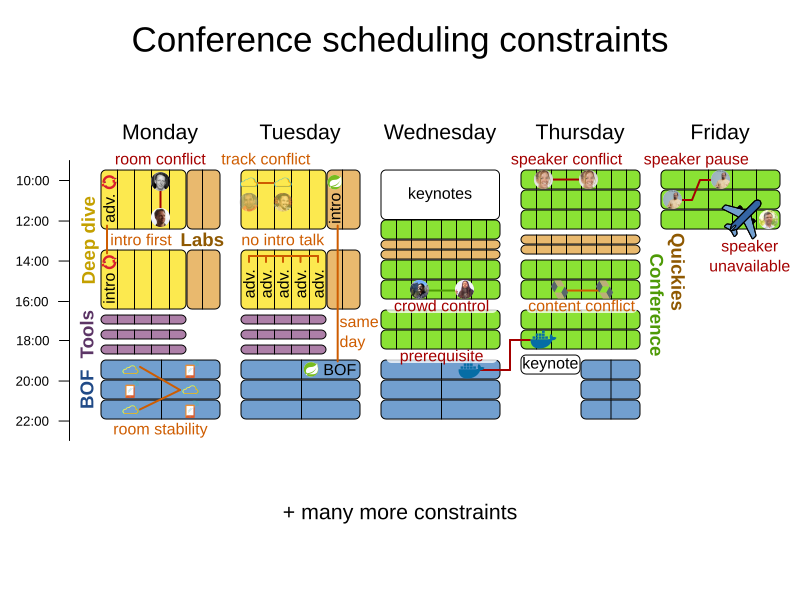 Conference scheduling constraints
Monday
Tuesday
Wednesday
Thursday
Friday
room conflict
track conflict
speaker conflict
speaker pause
10:00
12:00
14:00
16:00
18:00
20:00
22:00
Deep dive
Tools
BOF
adv.
intro first
Labs
intro
intro
no intro talk
adv.
adv.
adv.
adv.
adv.
same
day
BOF
room stability
keynotes
crowd control
prerequisite
content conflict
keynote
Conference
Quickies
speaker
unavailable
+ many more constraints